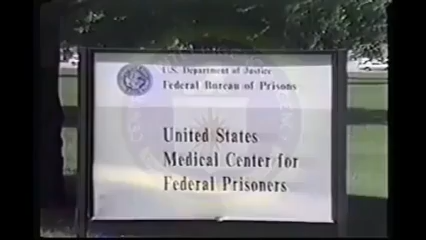 U.S. Department of Justice
Federal Bureau of Prisons
United States
Medical Center for
Federal Prisoners